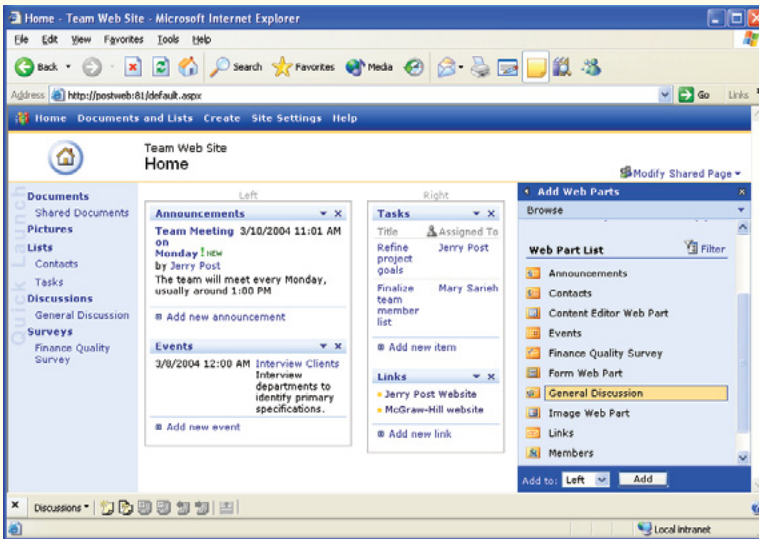 Home - Team Web Site - Microsoft Internet Explorer
File Edit View Favorites Tools Help
Back Search Favorites Media
Address http://postweb:81/default.aspx Go Links
Home Documents and Lists Create Site Settings Help
Team Web Site
Home
Modify Shared Page
Quick Launch
Documents
Shared Documents
Pictures
Lists
Contacts
Tasks
Discussions
General Discussion
Surveys
Finance Quality
Survey
Left
Announcements
Team Meeting 3/10/2004 11:01 AM
on
Monday ! NEW
by Jerry Post
The team will meet every Monday,
usually around 1:00 PM
Add new announcement
Events
3/8/2004 12:00 AM Interview Clients
Interview
departments to
identify primary
specifications.
Add new event
Right
Tasks
Title Assigned To
Refine Jerry Post
project
goals
Finalize Mary Sarieh
team
member
list
Add new item
Links
Jerry Post Website
McGraw-Hill website
Add new link
Add Web Parts
Browse
Web Part List Filter
Announcements
Contacts
Content Editor Web Part
Events
Finance Quality Survey
Form Web Part
General Discussion
Image Web Part
Links
Members
Add to: Left Add
Discussions
Local intranet